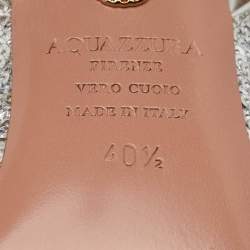 AQUAZZURA
FIRENZE
VERO CUOIO
MADE IN ITALY
40½